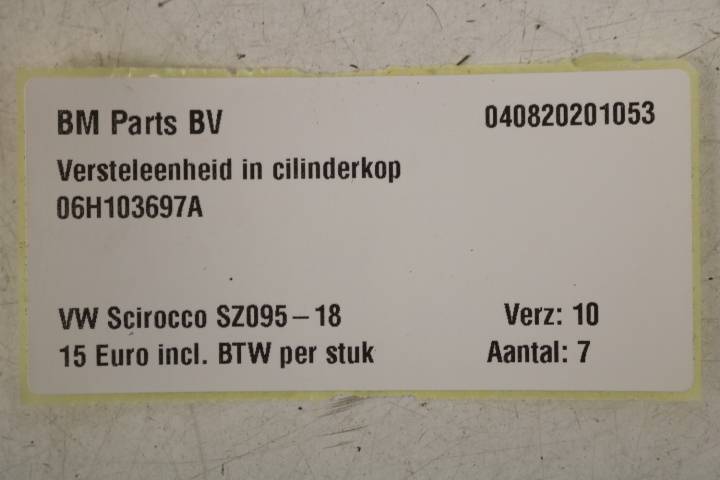 BM Parts BV 040820201053
Versteleenheid in cilinderkop
06H103697A
VW Scirocco SZ095-18 Verz: 10
15 Euro incl. BTW per stuk Aantal: 7